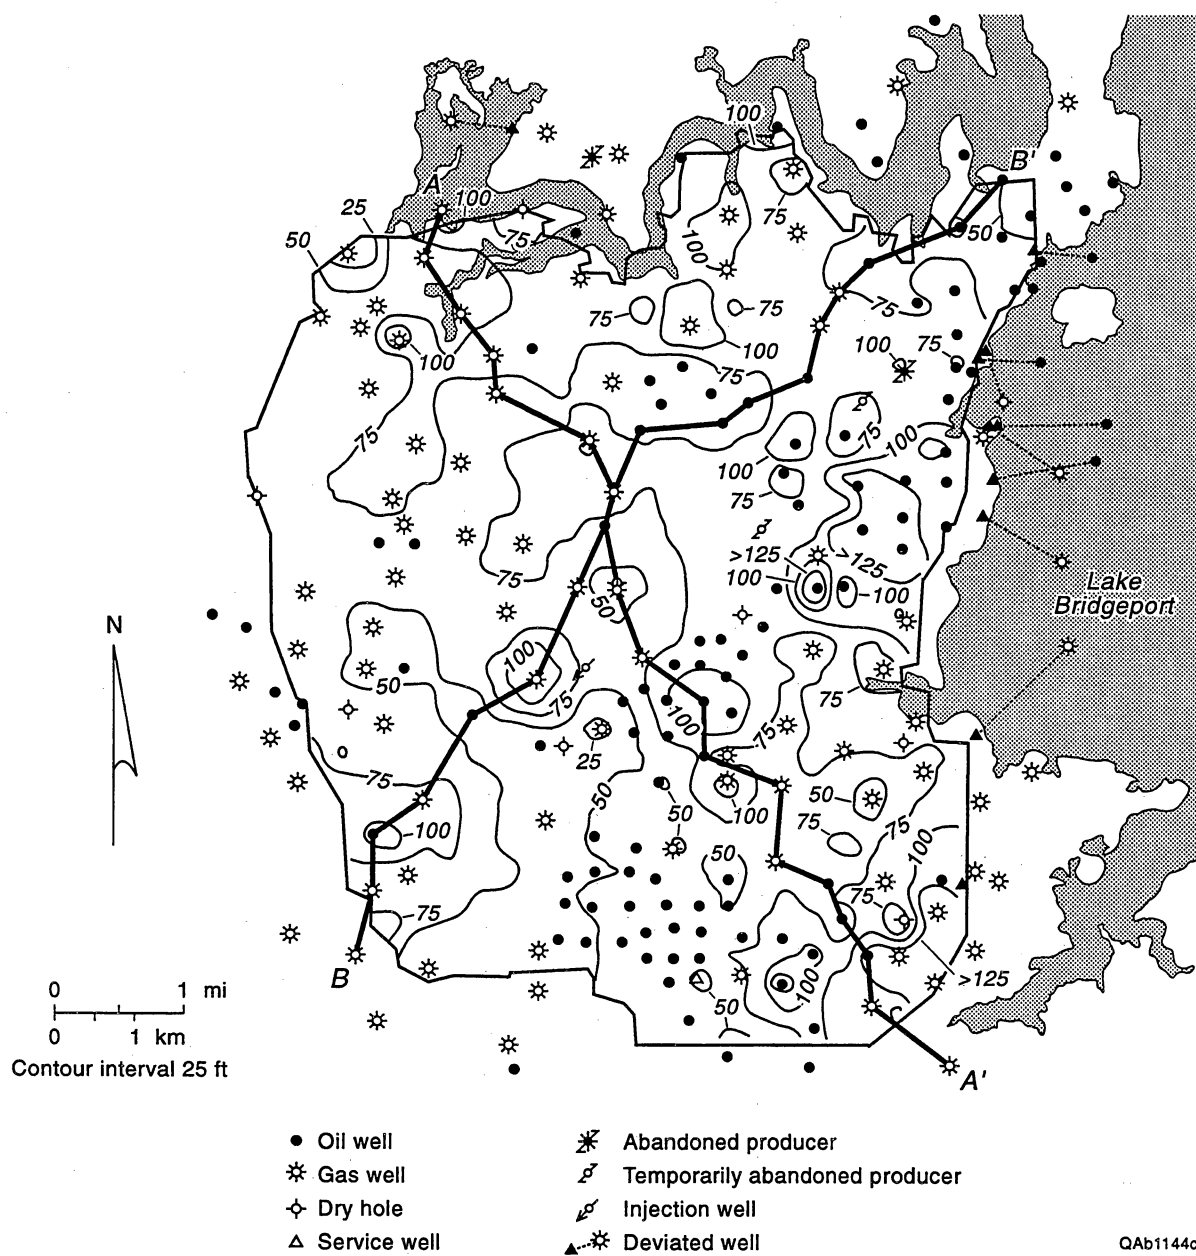 100
A
100
25
75
50
B'
75
100
50
75
75
75
100
100
100
75
75
75
100
100
75
75
>125
>125
100
100
50
Lake
Bridgeport
N
100
50
75
75
100
75
25
75
50
50
100
50
75
75
100
100
50
75
75
B
0 1 mi
0 1 km
Contour interval 25 ft
100
50
>125
A'
Oil well
Gas well
Dry hole
Service well
Abandoned producer
Temporarily abandoned producer
Injection well
Deviated well
QAb1144c